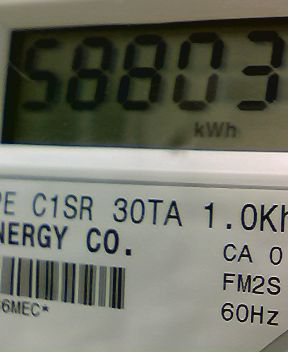 58803
kWh
PE C1SR 30TA 1.0Kh
NERGY CO.
CA 0
FM2S
6MEC*
60Hz